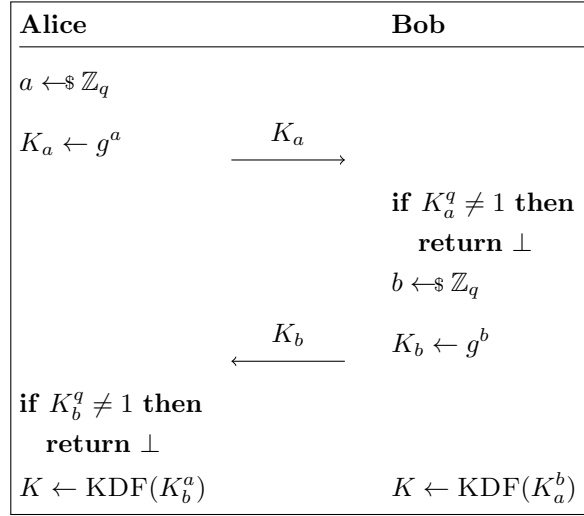 Alice Bob
a ←$ ℤ_q
K_a ← g^a K_a
if K_a^q ≠ 1 then
return ⊥
b ←$ ℤ_q
K_b K_b ← g^b
if K_b^q ≠ 1 then
return ⊥
K ← KDF(K_b^a) K ← KDF(K_a^b)